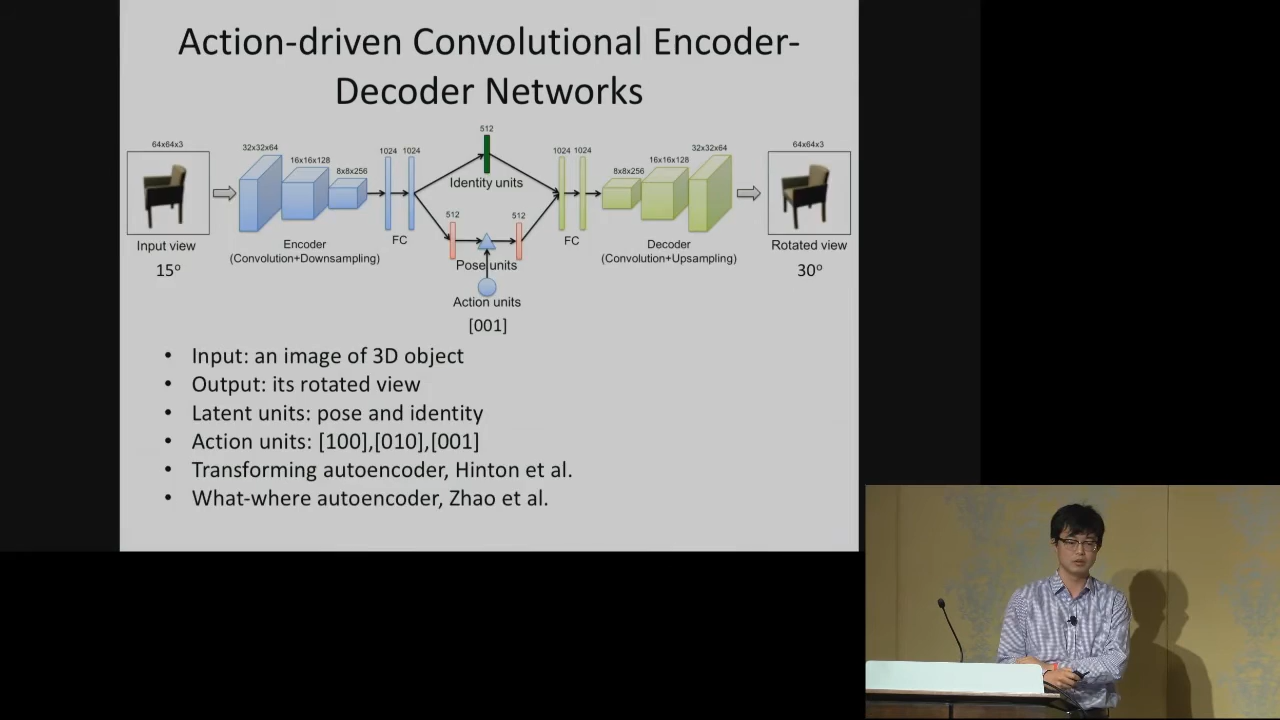 Action-driven Convolutional Encoder-
Decoder Networks
64x64x3
32x32x64
16x16x128
8x8x256
1024 1024
512
1024 1024
8x8x256
16x16x128
32x32x64
64x64x3
Identity units
512
512
Input view
15º
Encoder
(Convolution+Downsampling)
FC
Pose units
FC
Decoder
(Convolution+Upsampling)
Rotated view
30º
Action units
[001]
• Input: an image of 3D object
• Output: its rotated view
• Latent units: pose and identity
• Action units: [100],[010],[001]
• Transforming autoencoder, Hinton et al.
• What-where autoencoder, Zhao et al.